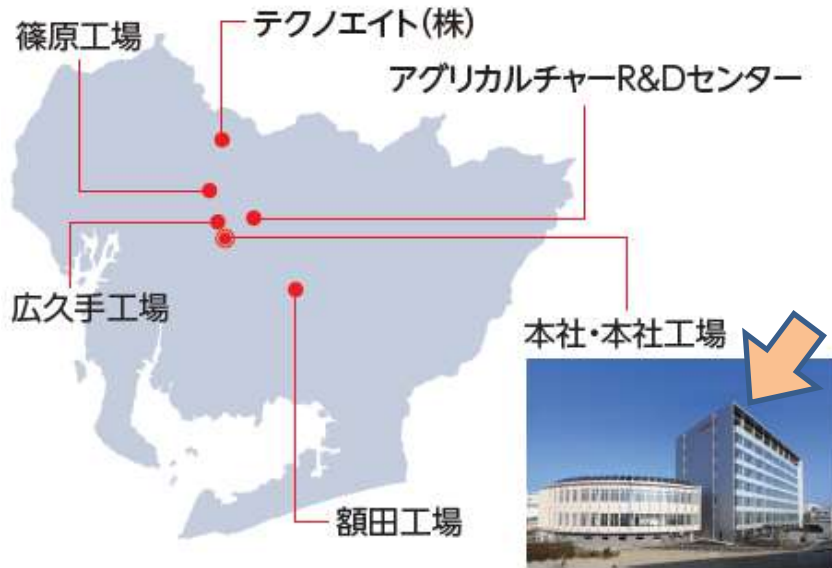 篠原工場
テクノエイト(株)
アグリカルチャーR&Dセンター
広久手工場
本社・本社工場
額田工場